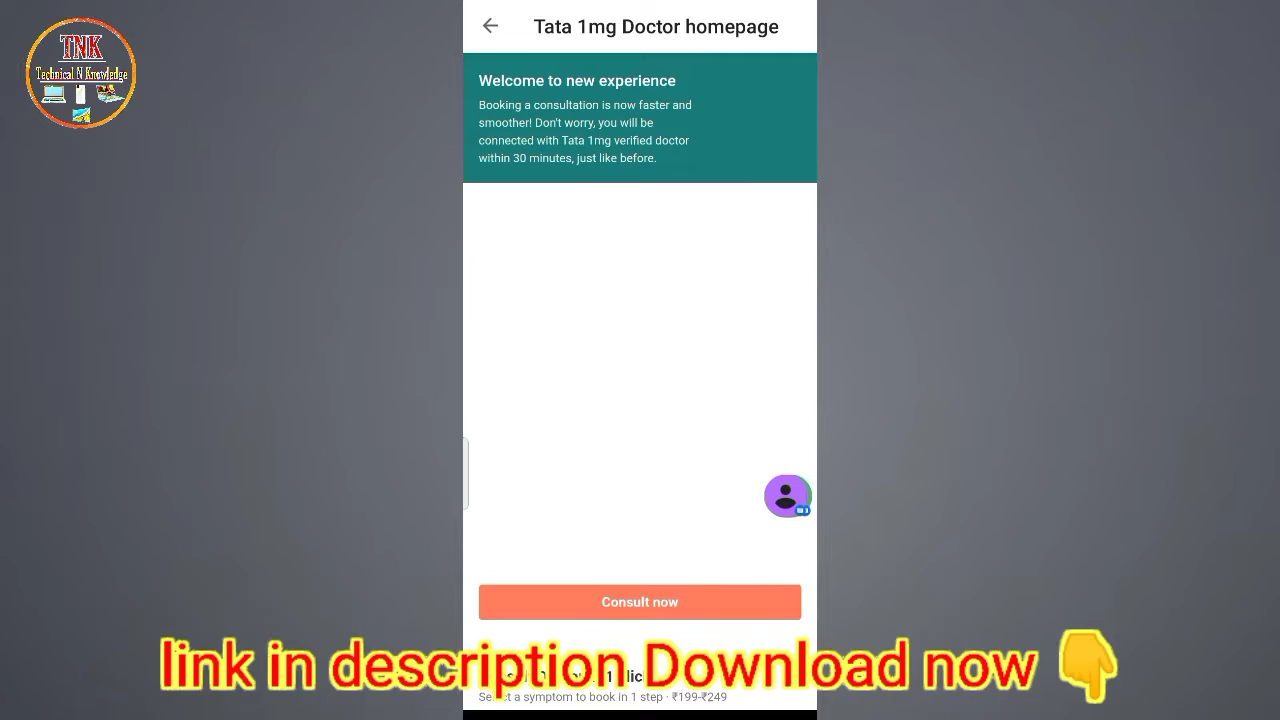 TNK
Technical N Knowledge
Tata 1mg Doctor homepage
Welcome to new experience
Booking a consultation is now faster and
smoother! Don't worry, you will be
connected with Tata 1mg verified doctor
within 30 minutes, just like before.
Consult now
link in description Download now 👇
Select a symptom to book in 1 step · ₹199-₹249